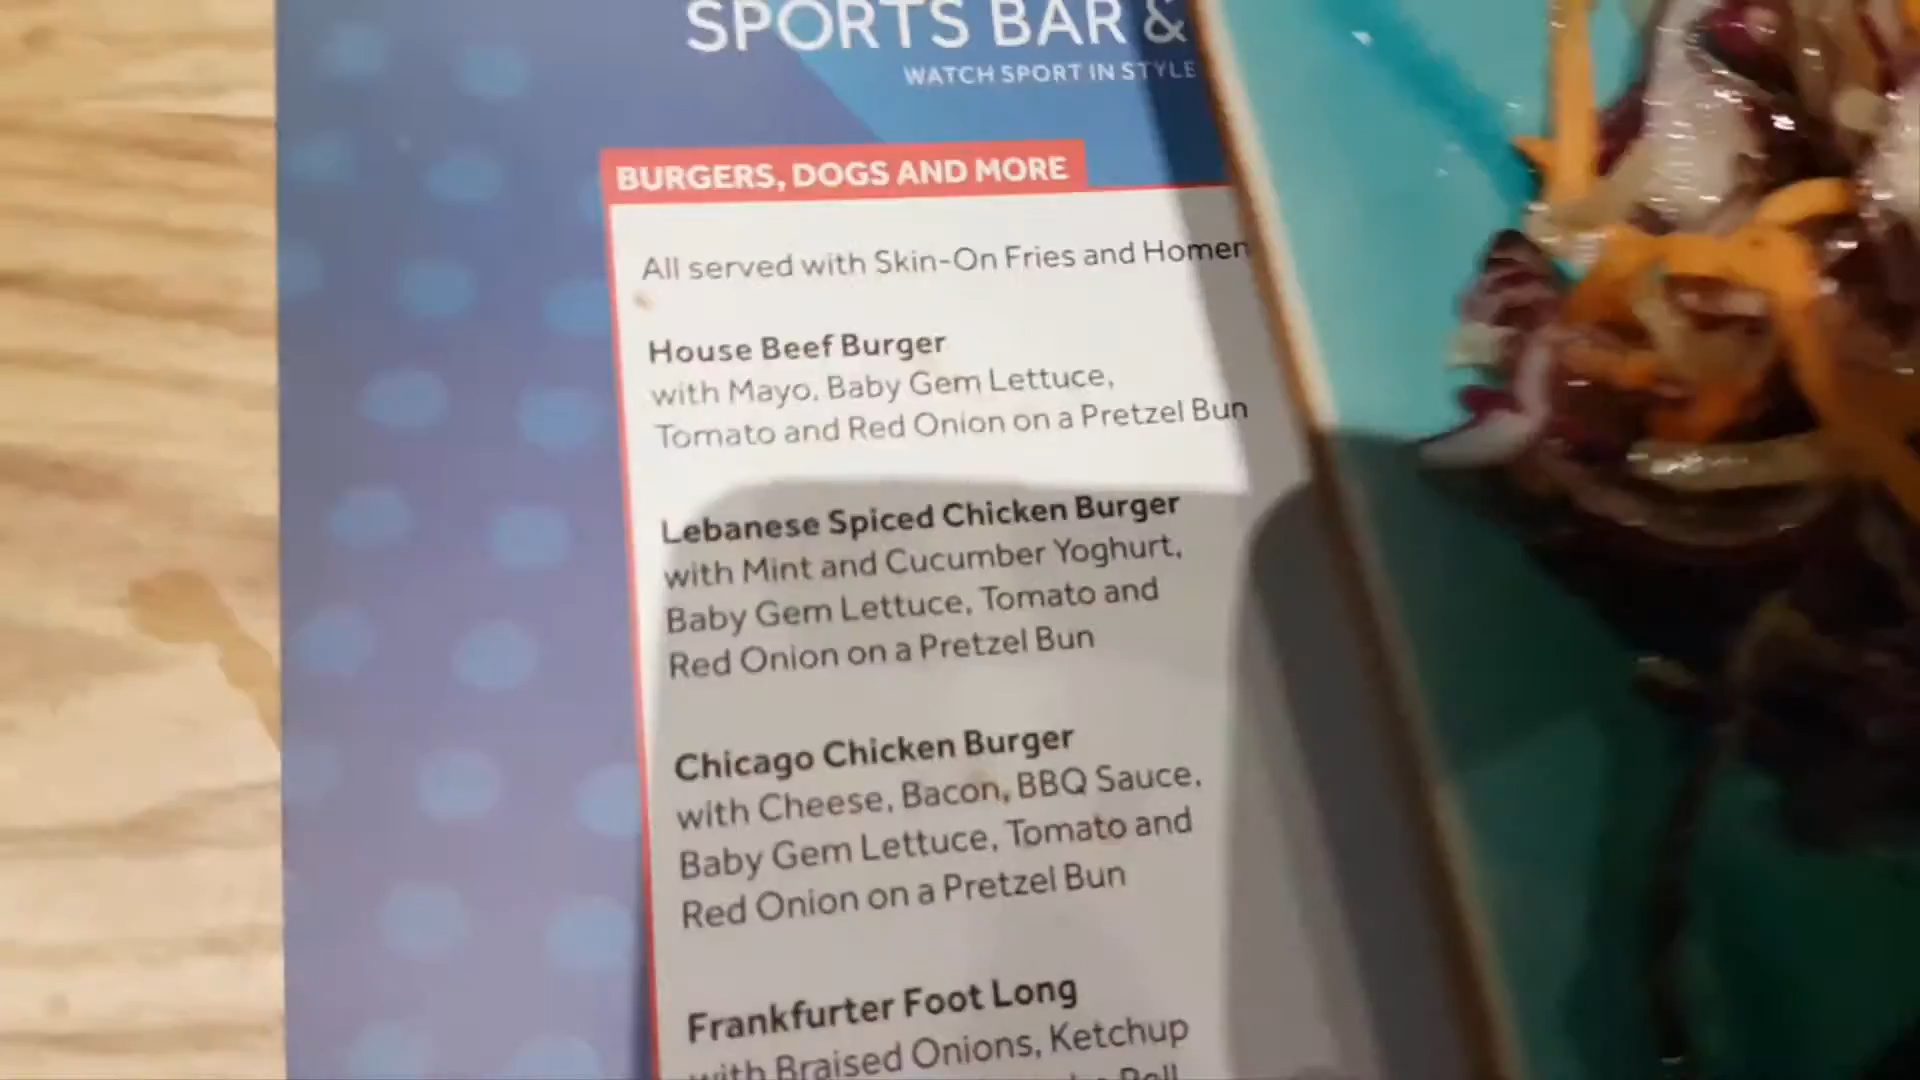 SPORTS BAR &
WATCH SPORT IN STYLE
BURGERS, DOGS AND MORE
All served with Skin-On Fries and Homem
House Beef Burger
with Mayo, Baby Gem Lettuce,
Tomato and Red Onion on a Pretzel Bun
Lebanese Spiced Chicken Burger
with Mint and Cucumber Yoghurt,
Baby Gem Lettuce, Tomato and
Red Onion on a Pretzel Bun
Chicago Chicken Burger
with Cheese, Bacon, BBQ Sauce,
Baby Gem Lettuce, Tomato and
Red Onion on a Pretzel Bun
Frankfurter Foot Long
with Braised Onions, Ketchup
Roll